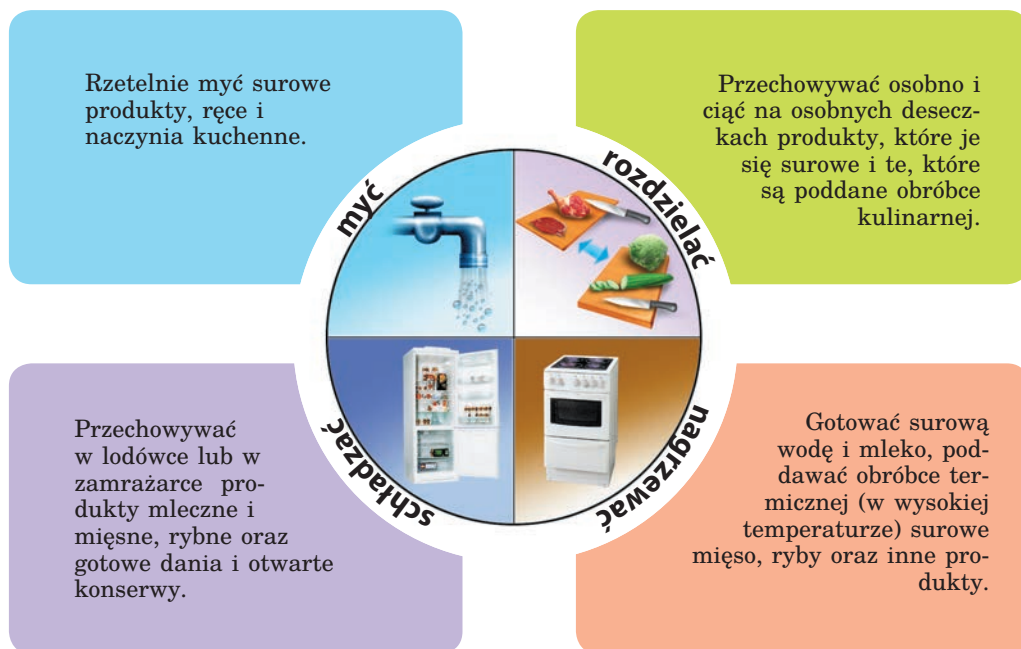 Rzetelnie myć surowe
produkty, ręce i
naczynia kuchenne.
Przechowywać osobno i
ciąć na osobnych desecz-
kach produkty, które je
się surowe i te, które
są poddane obróbce
kulinarnej.
myć
rozdzielać
schładzać
nagrzewać
Przechowywać
w lodówce lub w
zamrażarce pro-
dukty mleczne i
mięsne, rybne oraz
gotowe dania i otwarte
konserwy.
Gotować surową
wodę i mleko, pod-
dawać obróbce ter-
micznej (w wysokiej
temperaturze) surowe
mięso, ryby oraz inne pro-
dukty.